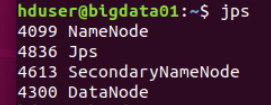 hduser@bigdata01:~$ jps
4099 NameNode
4836 Jps
4613 SecondaryNameNode
4300 DataNode